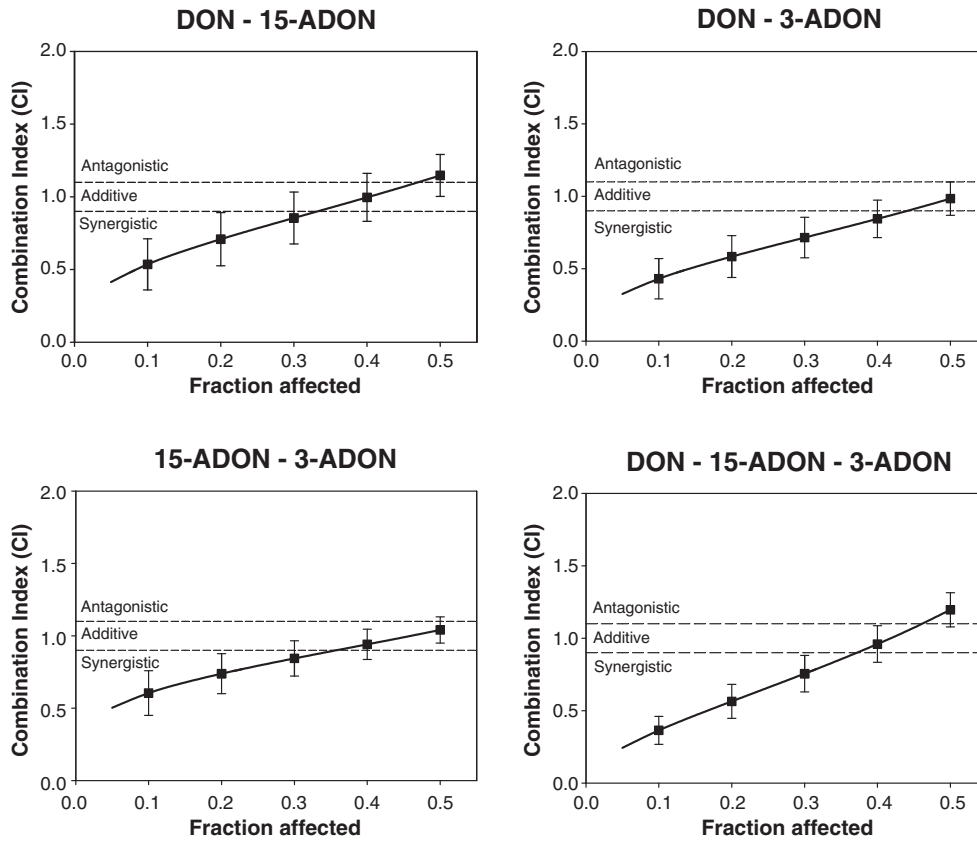 DON - 15-ADON
Combination Index (CI)
2.0
1.5
1.0
0.5
0.0
Antagonistic
Additive
Synergistic
0.0 0.1 0.2 0.3 0.4 0.5
Fraction affected
DON - 3-ADON
Combination Index (CI)
2.0
1.5
1.0
0.5
0.0
Antagonistic
Additive
Synergistic
0.0 0.1 0.2 0.3 0.4 0.5
Fraction affected
15-ADON - 3-ADON
Combination Index (CI)
2.0
1.5
1.0
0.5
0.0
Antagonistic
Additive
Synergistic
0.0 0.1 0.2 0.3 0.4 0.5
Fraction affected
DON - 15-ADON - 3-ADON
Combination Index (CI)
2.0
1.5
1.0
0.5
0.0
Antagonistic
Additive
Synergistic
0.0 0.1 0.2 0.3 0.4 0.5
Fraction affected